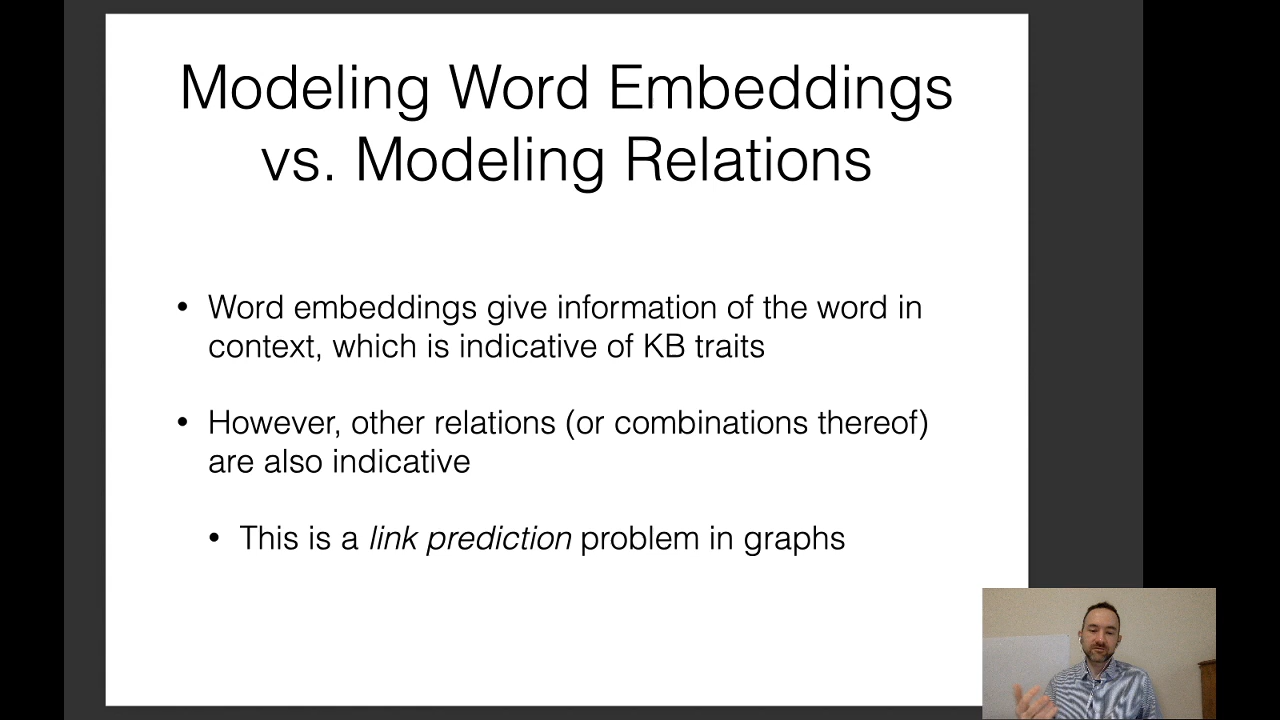 Modeling Word Embeddings
vs. Modeling Relations
• Word embeddings give information of the word in
context, which is indicative of KB traits
• However, other relations (or combinations thereof)
are also indicative
• This is a link prediction problem in graphs